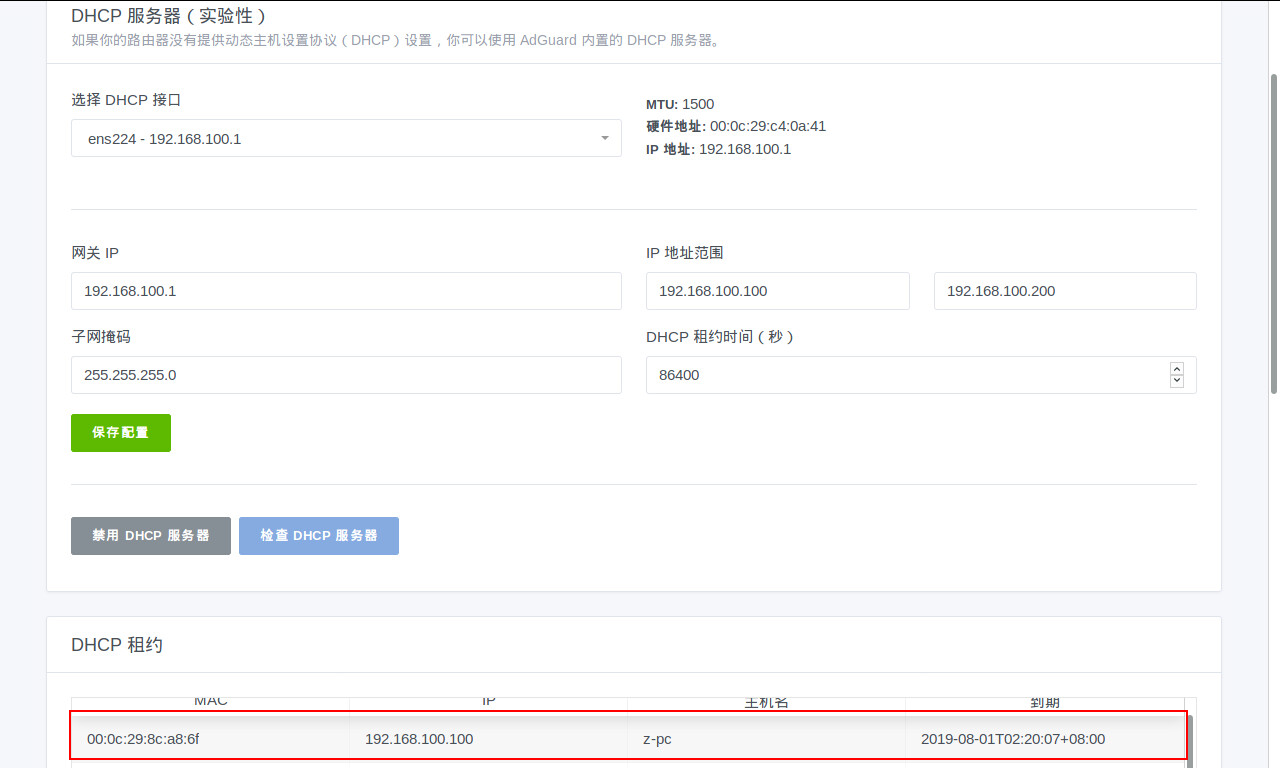 DHCP 服务器（实验性）
如果你的路由器没有提供动态主机设置协议（DHCP）设置，你可以使用 AdGuard 内置的 DHCP 服务器。
选择 DHCP 接口
ens224 - 192.168.100.1
MTU: 1500
硬件地址: 00:0c:29:c4:0a:41
IP 地址: 192.168.100.1
网关 IP
192.168.100.1
IP 地址范围
192.168.100.100
192.168.100.200
子网掩码
255.255.255.0
DHCP 租约时间（秒）
86400
保存配置
禁用 DHCP 服务器
检查 DHCP 服务器
DHCP 租约
MAC IP 主机名 到期
00:0c:29:8c:a8:6f 192.168.100.100 z-pc 2019-08-01T02:20:07+08:00